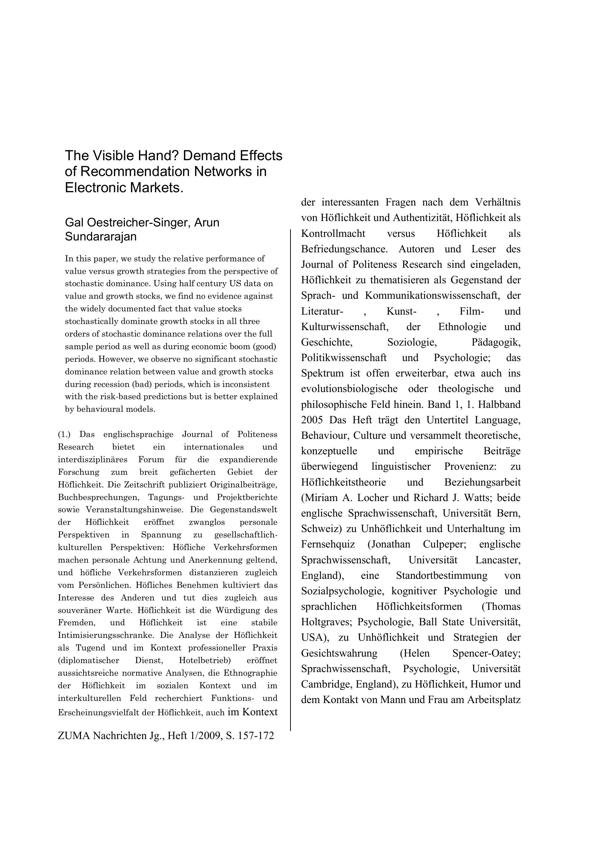 The Visible Hand? Demand Effects
of Recommendation Networks in
Electronic Markets.
Gal Oestreicher-Singer, Arun
Sundararajan
In this paper, we study the relative performance of
value versus growth strategies from the perspective of
stochastic dominance. Using half century US data on
value and growth stocks, we find no evidence against
the widely documented fact that value stocks
stochastically dominate growth stocks in all three
orders of stochastic dominance relations over the full
sample period as well as during economic boom (good)
periods. However, we observe no significant stochastic
dominance relation between value and growth stocks
during recession (bad) periods, which is inconsistent
with the risk-based predictions but is better explained
by behavioural models.
(1.) Das englischsprachige Journal of Politeness
Research bietet ein internationales und
interdisziplinäres Forum für die expandierende
Forschung zum breit gefächerten Gebiet der
Höflichkeit. Die Zeitschrift publiziert Originalbeiträge,
Buchbesprechungen, Tagungs- und Projektberichte
sowie Veranstaltungshinweise. Die Gegenstandswelt
der Höflichkeit eröffnet zwanglos personale
Perspektiven in Spannung zu gesellschaftlich-
kulturellen Perspektiven: Höfliche Verkehrsformen
machen personale Achtung und Anerkennung geltend,
und höfliche Verkehrsformen distanzieren zugleich
vom Persönlichen. Höfliches Benehmen kultiviert das
Interesse des Anderen und tut dies zugleich aus
souveräner Warte. Höflichkeit ist die Würdigung des
Fremden, und Höflichkeit ist eine stabile
Intimisierungsschranke. Die Analyse der Höflichkeit
als Tugend und im Kontext professioneller Praxis
(diplomatischer Dienst, Hotelbetrieb) eröffnet
aussichtsreiche normative Analysen, die Ethnographie
der Höflichkeit im sozialen Kontext und im
interkulturellen Feld recherchiert Funktions- und
Erscheinungsvielfalt der Höflichkeit, auch im Kontext
der interessanten Fragen nach dem Verhältnis
von Höflichkeit und Authentizität, Höflichkeit als
Kontrollmacht versus Höflichkeit als
Befriedungschance. Autoren und Leser des
Journal of Politeness Research sind eingeladen,
Höflichkeit zu thematisieren als Gegenstand der
Sprach- und Kommunikationswissenschaft, der
Literatur- , Kunst- , Film- und
Kulturwissenschaft, der Ethnologie und
Geschichte, Soziologie, Pädagogik,
Politikwissenschaft und Psychologie; das
Spektrum ist offen erweiterbar, etwa auch ins
evolutionsbiologische oder theologische und
philosophische Feld hinein. Band 1, 1. Halbband
2005 Das Heft trägt den Untertitel Language,
Behaviour, Culture und versammelt theoretische,
konzeptuelle und empirische Beiträge
überwiegend linguistischer Provenienz: zu
Höflichkeitstheorie und Beziehungsarbeit
(Miriam A. Locher und Richard J. Watts; beide
englische Sprachwissenschaft, Universität Bern,
Schweiz) zu Unhöflichkeit und Unterhaltung im
Fernsehquiz (Jonathan Culpeper; englische
Sprachwissenschaft, Universität Lancaster,
England), eine Standortbestimmung von
Sozialpsychologie, kognitiver Psychologie und
sprachlichen Höflichkeitsformen (Thomas
Holtgraves; Psychologie, Ball State Universität,
USA), zu Unhöflichkeit und Strategien der
Gesichtswahrung (Helen Spencer-Oatey;
Sprachwissenschaft, Psychologie, Universität
Cambridge, England), zu Höflichkeit, Humor und
dem Kontakt von Mann und Frau am Arbeitsplatz
ZUMA Nachrichten Jg., Heft 1/2009, S. 157-172